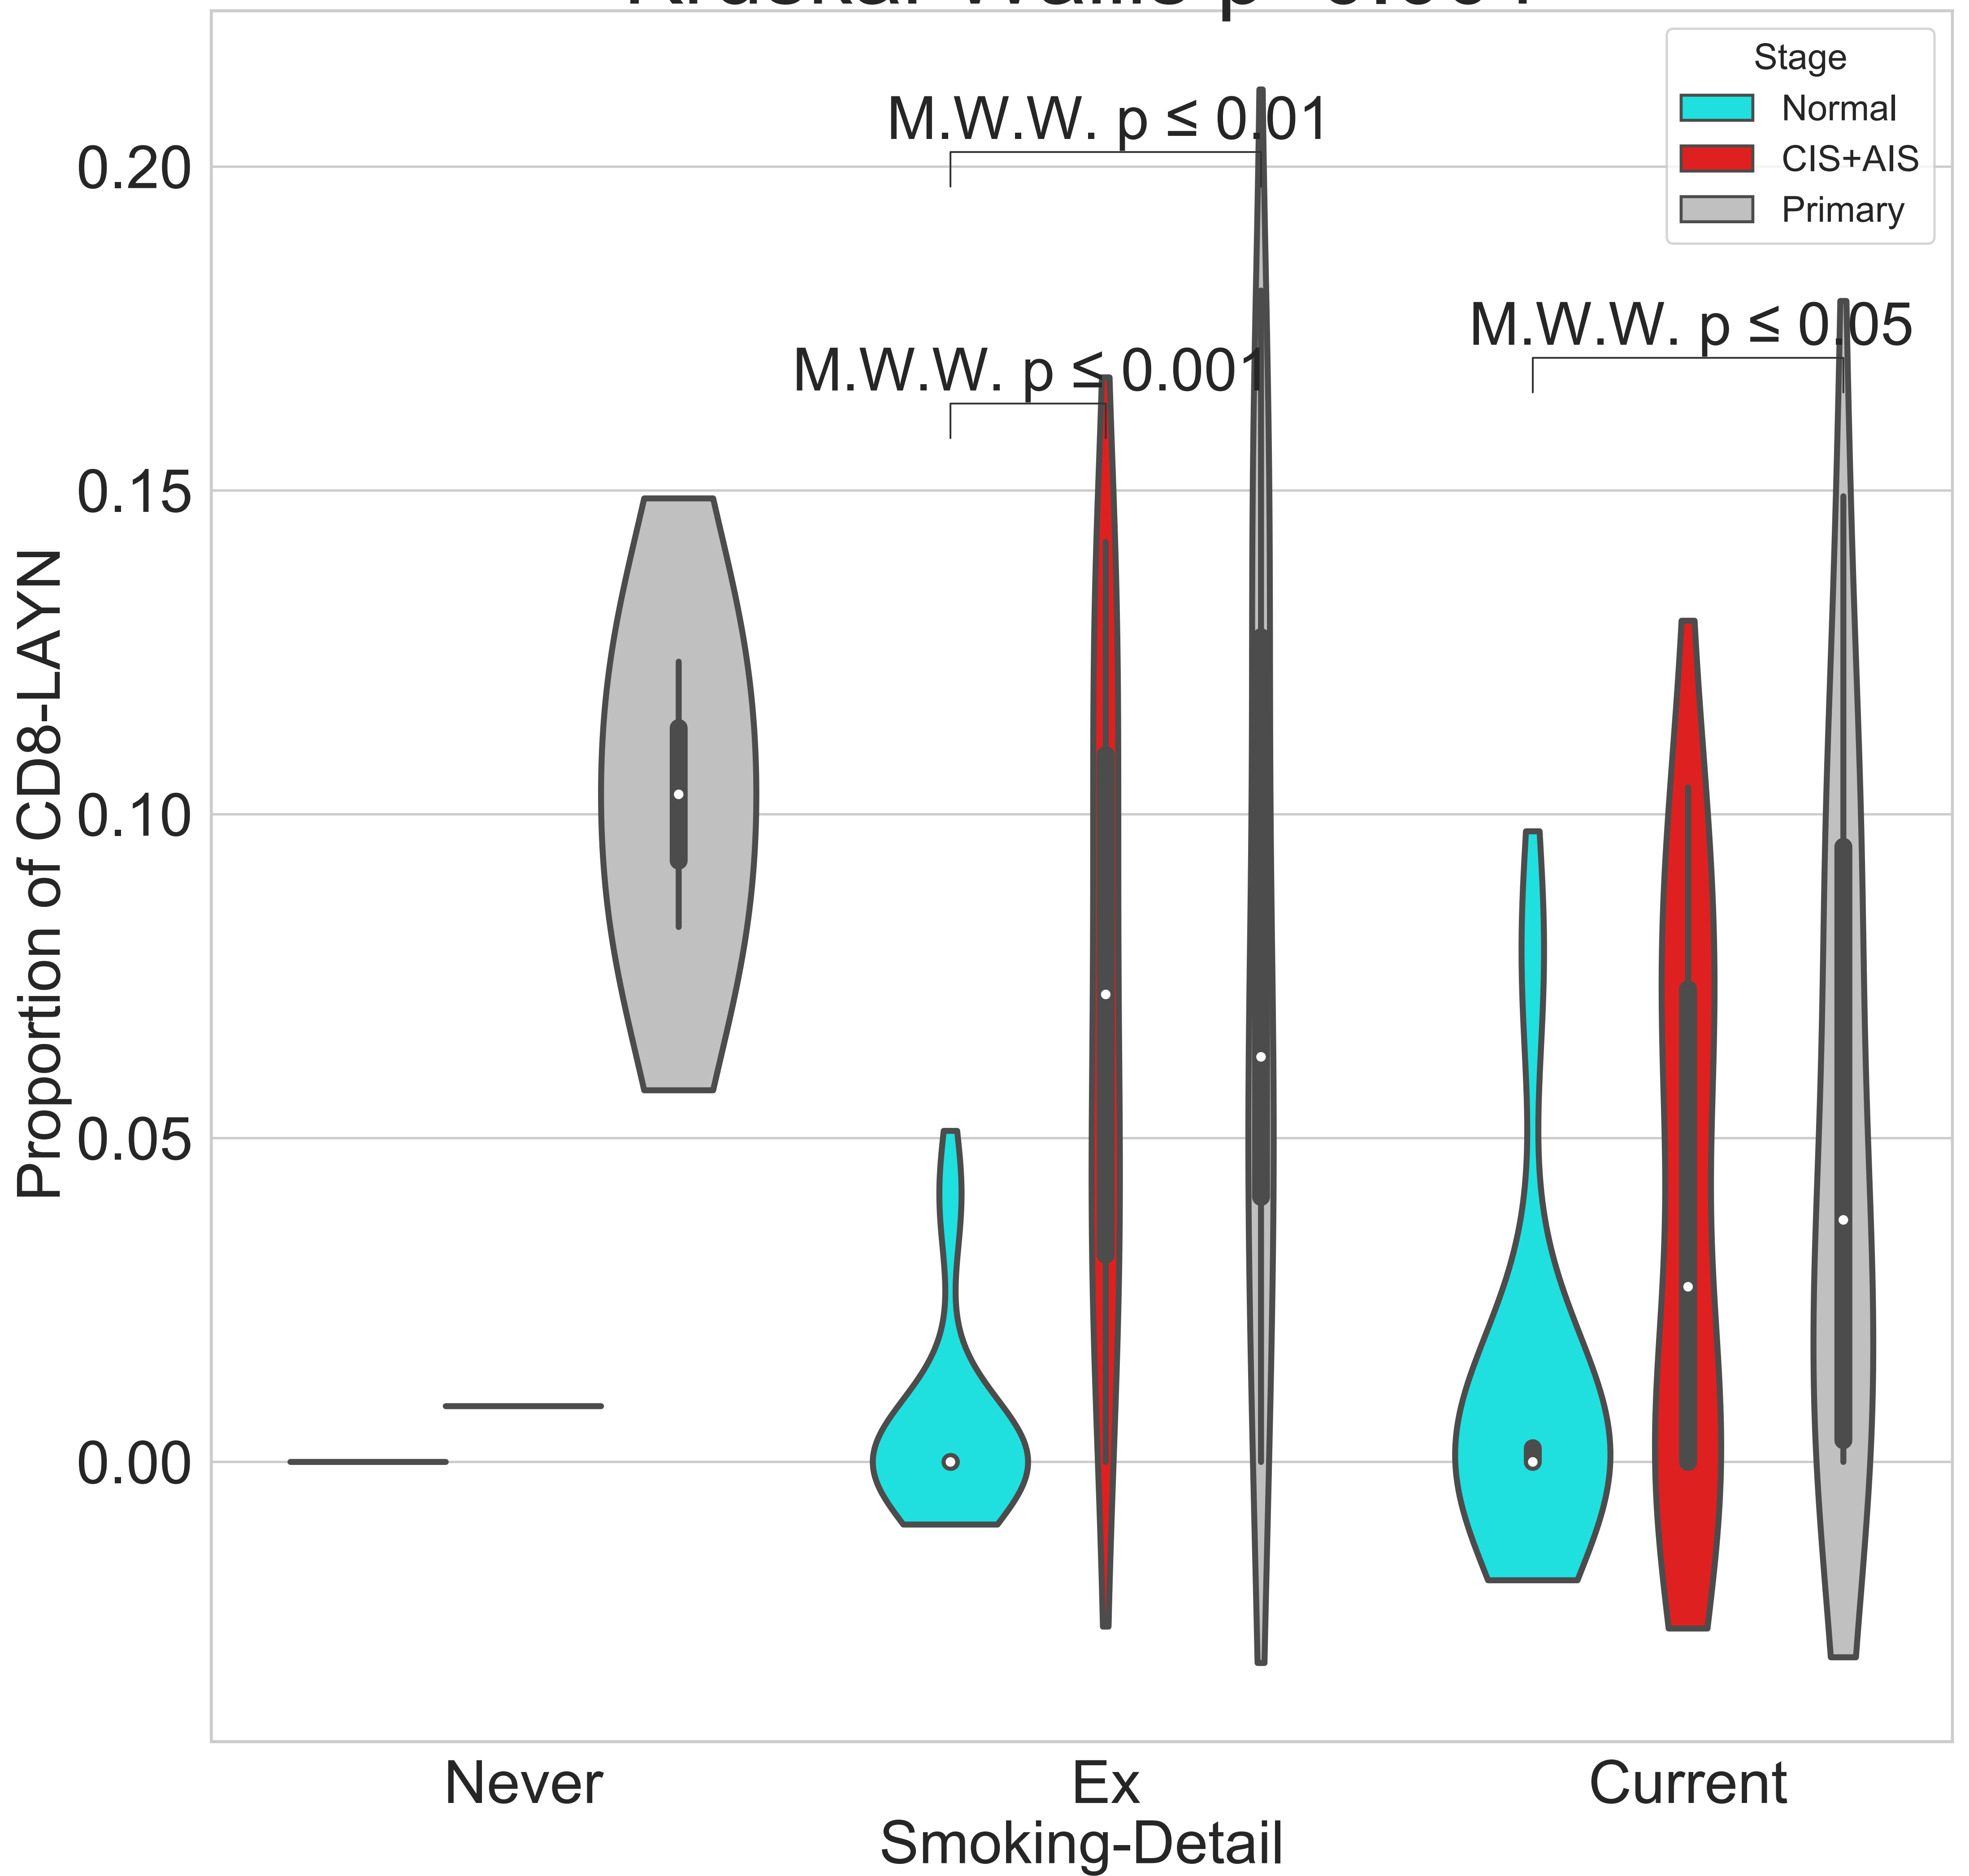 Stage
Normal
CIS+AIS
Primary
M.W.W. p ≤ 0.01
M.W.W. p ≤ 0.05
M.W.W. p ≤ 0.001
0.20
0.15
0.10
0.05
0.00
Proportion of CD8-LAYN
Never
Ex
Current
Smoking-Detail